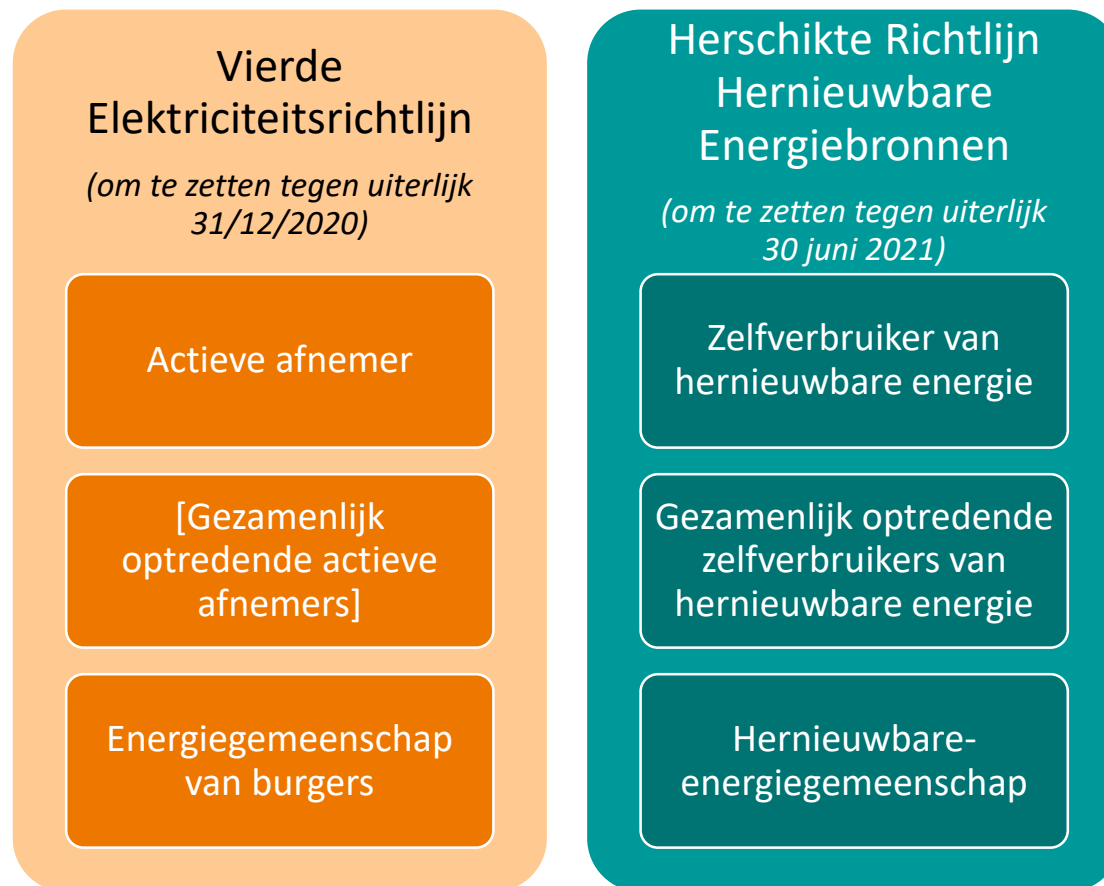 Vierde
Elektriciteitsrichtlijn
(om te zetten tegen uiterlijk
31/12/2020)
Actieve afnemer
[Gezamenlijk
optredende actieve
afnemers]
Energiegemeenschap
van burgers
Herschikte Richtlijn
Hernieuwbare
Energiebronnen
(om te zetten tegen uiterlijk
30 juni 2021)
Zelfverbruiker van
hernieuwbare energie
Gezamenlijk optredende
zelfverbruikers van
hernieuwbare energie
Hernieuwbare-
energiegemeenschap